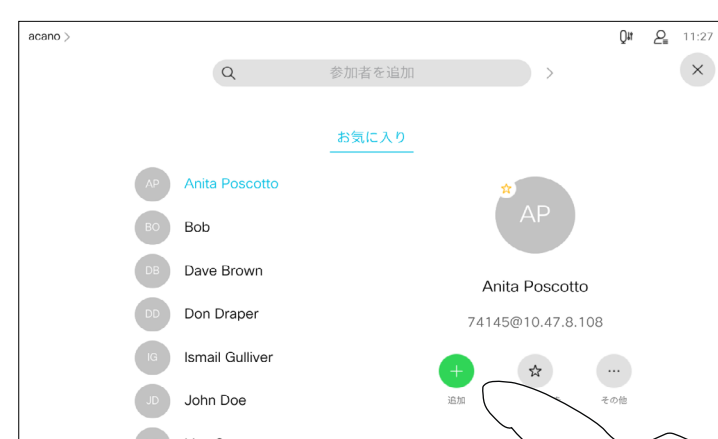 acano >
11:27
参加者を追加
お気に入り
AP
Anita Poscotto
BO
Bob
DB
Dave Brown
DD
Don Draper
IG
Ismail Gulliver
JD
John Doe
AP
Anita Poscotto
74145@10.47.8.108
追加
その他